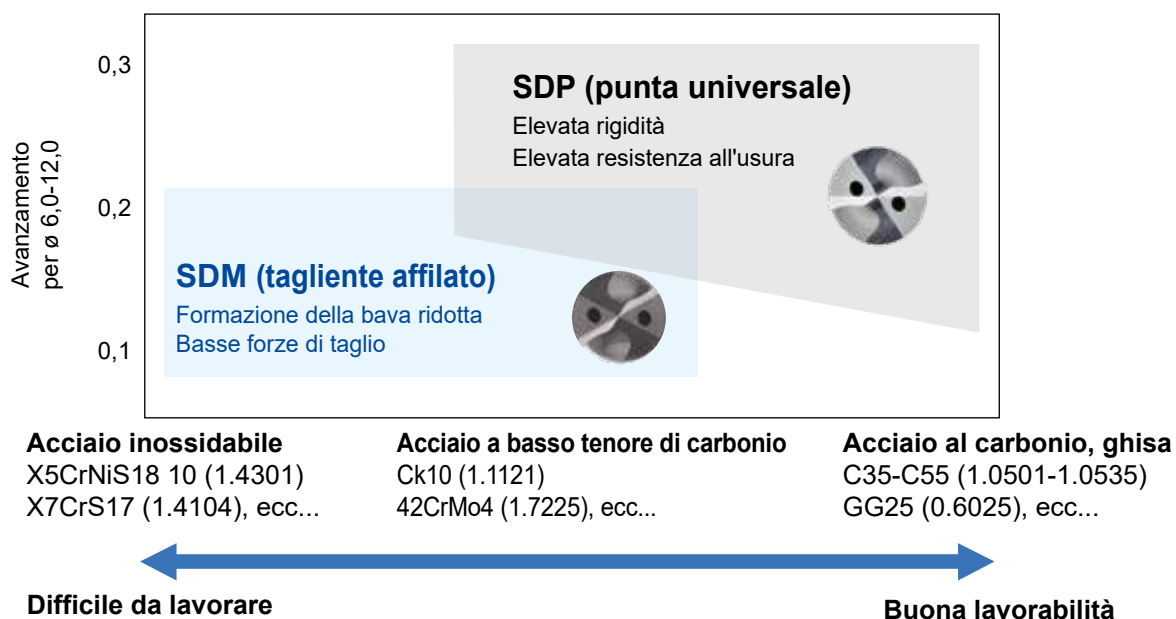 0,3
0,2
0,1
Avanzamento
per ø 6,0-12,0
SDP (punta universale)
Elevata rigidità
Elevata resistenza all'usura
SDM (tagliente affilato)
Formazione della bava ridotta
Basse forze di taglio
Acciaio inossidabile
X5CrNiS18 10 (1.4301)
X7CrS17 (1.4104), ecc...
Acciaio a basso tenore di carbonio
Ck10 (1.1121)
42CrMo4 (1.7225), ecc...
Acciaio al carbonio, ghisa
C35-C55 (1.0501-1.0535)
GG25 (0.6025), ecc...
Difficile da lavorare
Buona lavorabilità